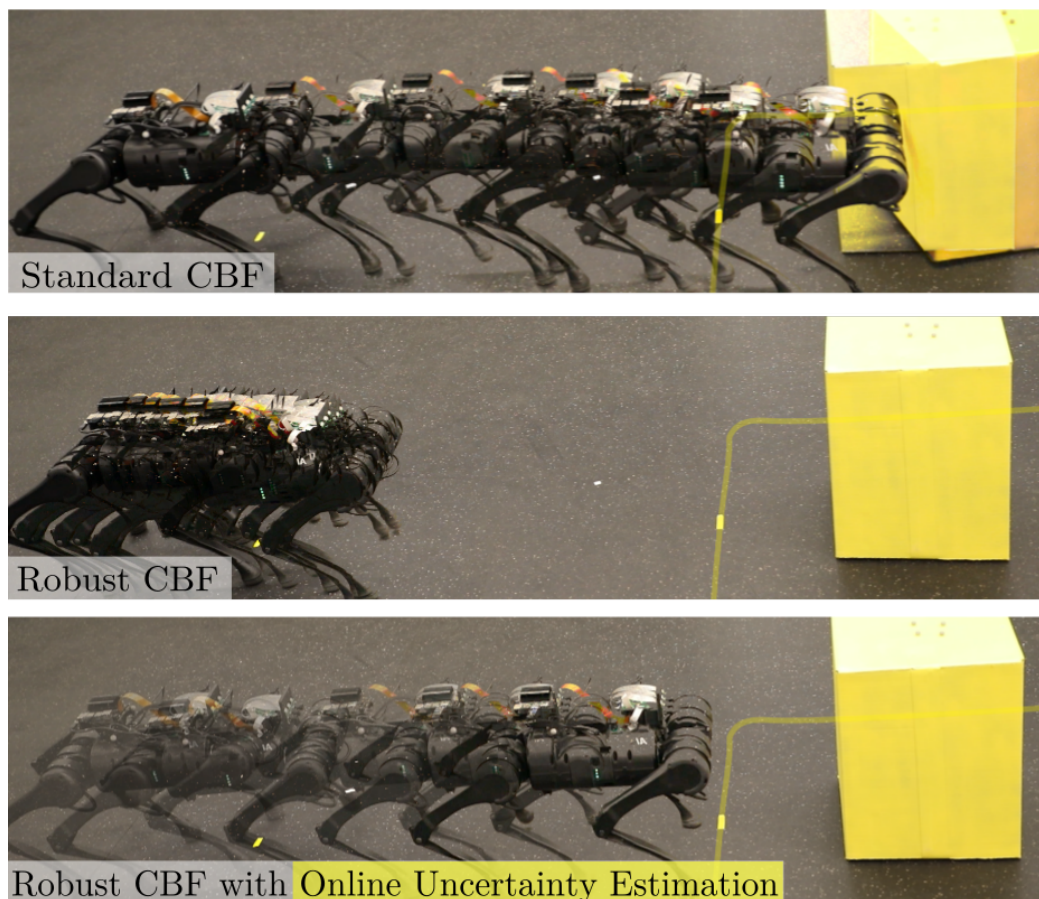 Standard CBF
Robust CBF
Robust CBF with Online Uncertainty Estimation